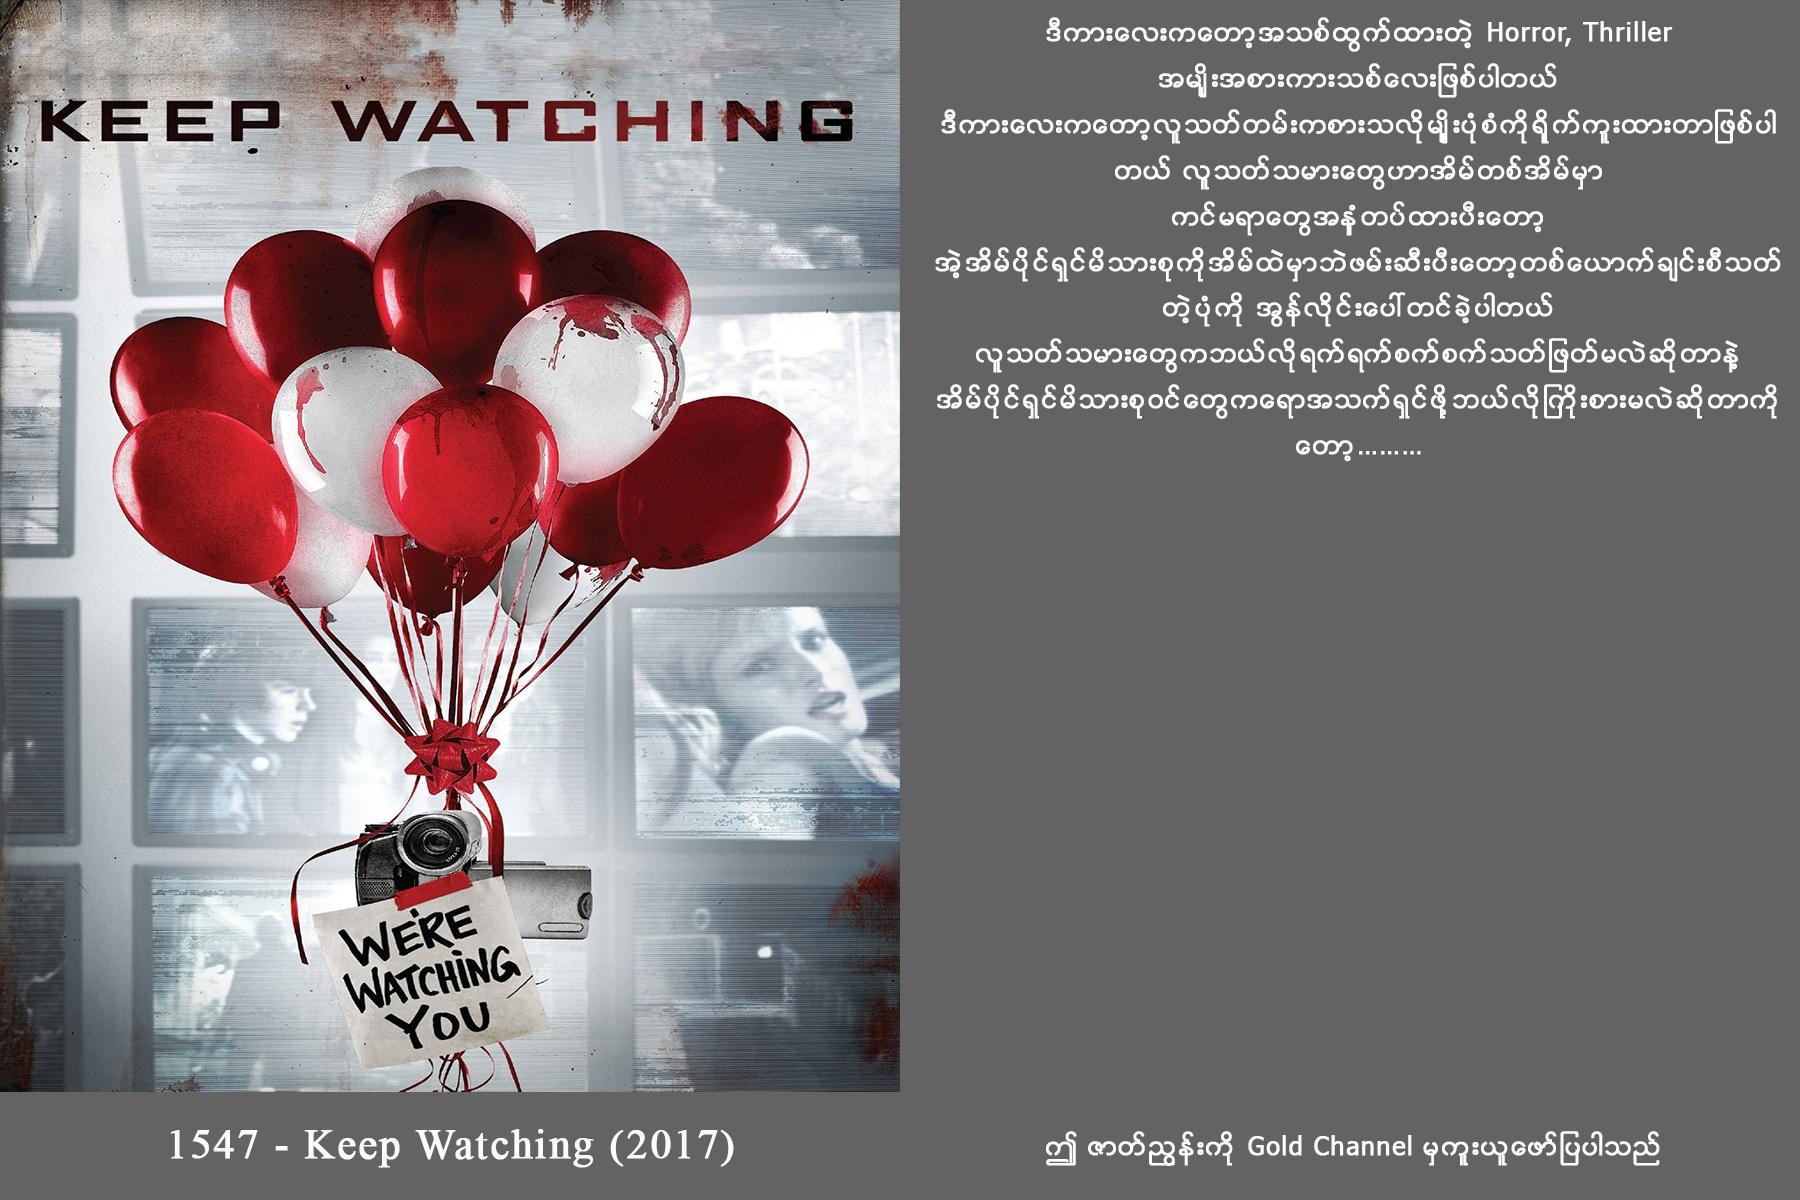 KEEP WATCHING
WE'RE
WATCHING
YOU
1547 - Keep Watching (2017)
ဒီကားလေးကတော့အသစ်ထွက်ထားတဲ့ Horror, Thriller
အမျိုးအစားကားသစ်လေးဖြစ်ပါတယ်
ဒီကားလေးကတော့လူသတ်တမ်းကစားသလိုမျိုးပုံစံကိုရိုက်ကူးထားတာဖြစ်ပါ
တယ် လူသတ်သမားတွေဟာအိမ်တစ်အိမ်မှာ
ကင်မရာတွေအနှံ့တပ်ထားပီးတော့
အဲ့အိမ်ပိုင်ရှင်မိသားစုကိုအိမ်ထဲမှာဘဲဖမ်းဆီးပီးတော့တစ်ယောက်ချင်းစီသတ်
တဲ့ပုံကို အွန်လိုင်းပေါ်တင်ခဲ့ပါတယ်
လူသတ်သမားတွေကဘယ်လိုရက်ရက်စက်စက်သတ်ဖြတ်မလဲဆိုတာနဲ့
အိမ်ပိုင်ရှင်မိသားစုဝင်တွေကရောအသက်ရှင်ဖို့ဘယ်လိုကြိုးစားမလဲဆိုတာကို
တော့………
ဤ ဇာတ်ညွှန်းကို Gold Channel မှကူးယူဖော်ပြပါသည်